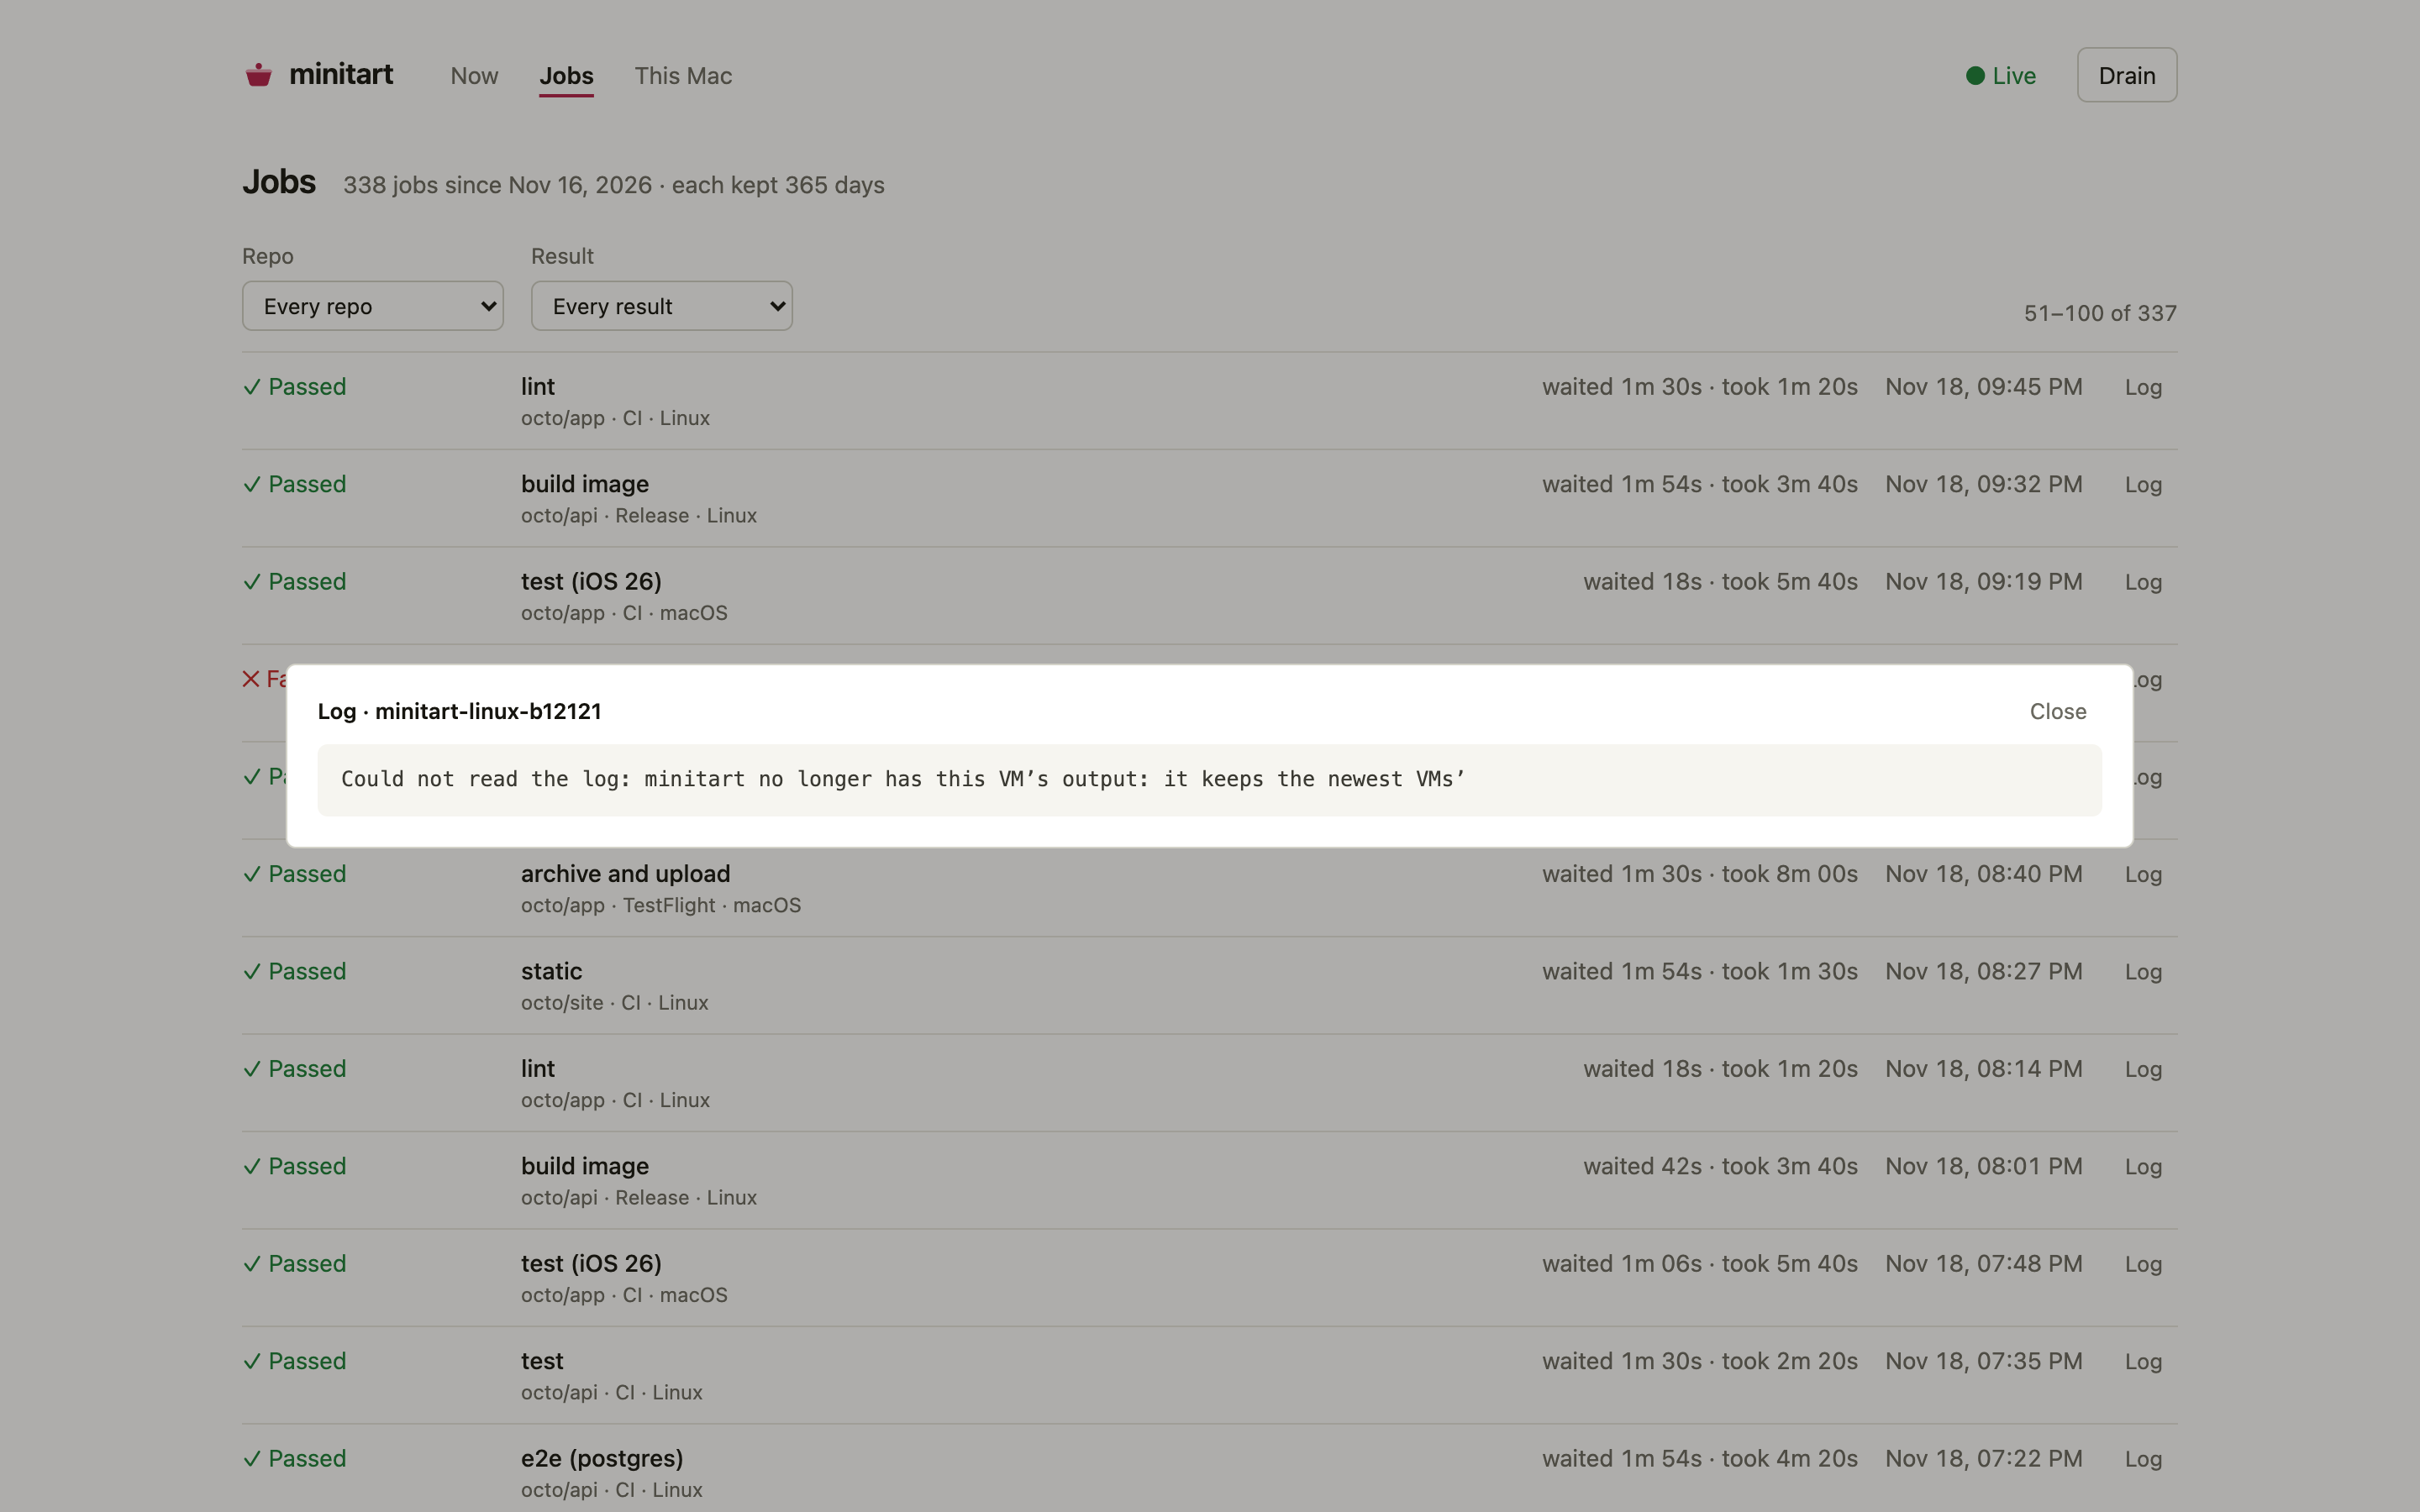 minitart Now Jobs This Mac Live Drain
Jobs 338 jobs since Nov 16, 2026 · each kept 365 days
Repo Result
Every repo Every result 51–100 of 337
✓ Passed lint waited 1m 30s · took 1m 20s Nov 18, 09:45 PM Log
octo/app · CI · Linux
✓ Passed build image waited 1m 54s · took 3m 40s Nov 18, 09:32 PM Log
octo/api · Release · Linux
✓ Passed test (iOS 26) waited 18s · took 5m 40s Nov 18, 09:19 PM Log
octo/app · CI · macOS
Log · minitart-linux-b12121 Close
Could not read the log: minitart no longer has this VM’s output: it keeps the newest VMs’
✓ Passed archive and upload waited 1m 30s · took 8m 00s Nov 18, 08:40 PM Log
octo/app · TestFlight · macOS
✓ Passed static waited 1m 54s · took 1m 30s Nov 18, 08:27 PM Log
octo/site · CI · Linux
✓ Passed lint waited 18s · took 1m 20s Nov 18, 08:14 PM Log
octo/app · CI · Linux
✓ Passed build image waited 42s · took 3m 40s Nov 18, 08:01 PM Log
octo/api · Release · Linux
✓ Passed test (iOS 26) waited 1m 06s · took 5m 40s Nov 18, 07:48 PM Log
octo/app · CI · macOS
✓ Passed test waited 1m 30s · took 2m 20s Nov 18, 07:35 PM Log
octo/api · CI · Linux
✓ Passed e2e (postgres) waited 1m 54s · took 4m 20s Nov 18, 07:22 PM Log
octo/api · CI · Linux